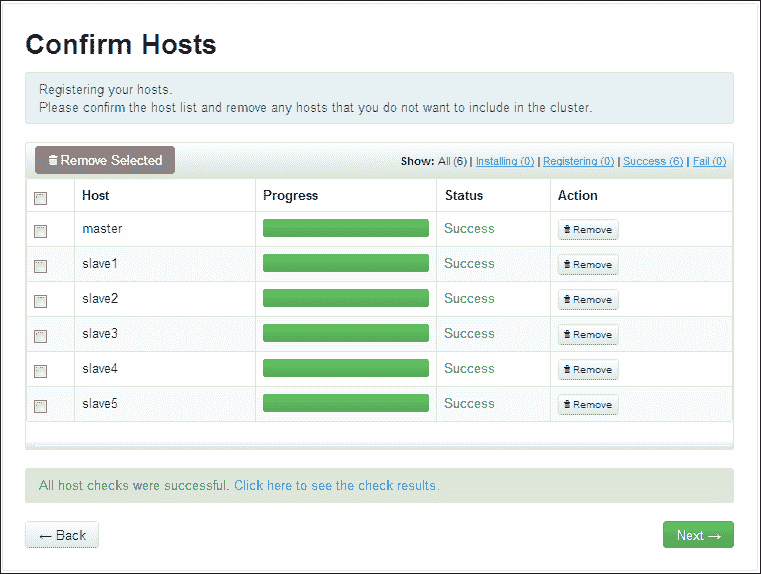 Confirm Hosts
Registering your hosts.
Please confirm the host list and remove any hosts that you do not want to include in the cluster.
Remove Selected
Show: All (6) | Installing (0) | Registering (0) | Success (6) | Fail (0)
Host Progress Status Action
master Success Remove
slave1 Success Remove
slave2 Success Remove
slave3 Success Remove
slave4 Success Remove
slave5 Success Remove
All host checks were successful. Click here to see the check results.
← Back Next →